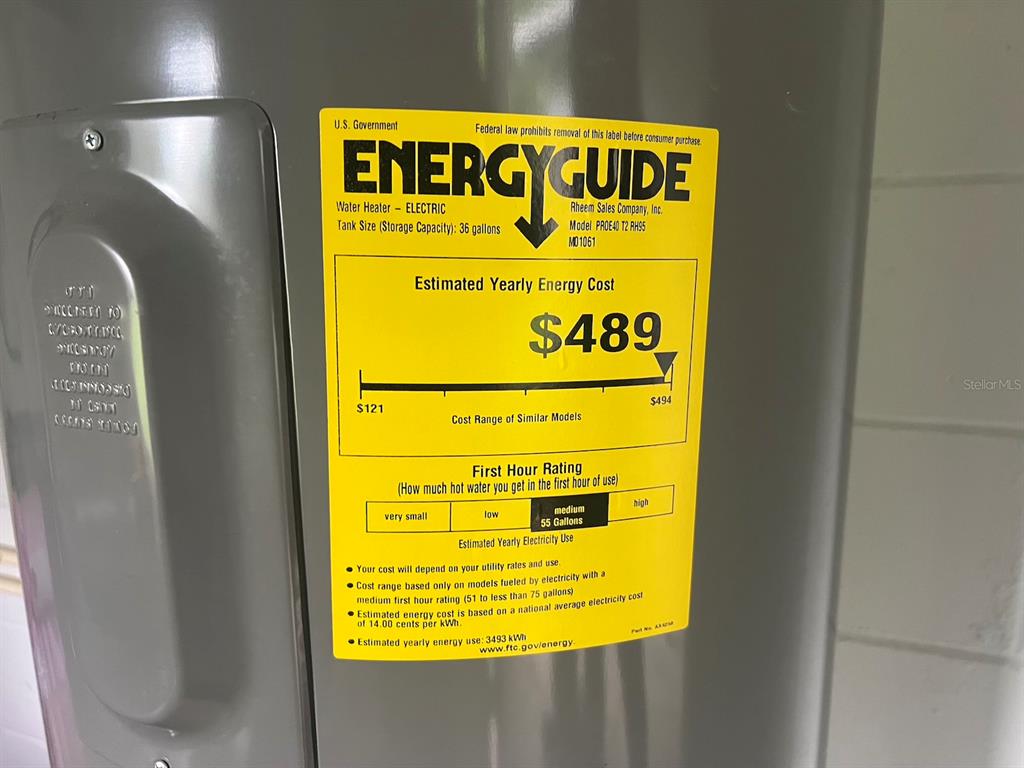 U.S. Government
Federal law prohibits removal of this label before consumer purchase.
ENERGYGUIDE
Water Heater – ELECTRIC
Tank Size (Storage Capacity): 36 gallons
Rheem Sales Company, Inc.
Model PROE40 T2 RH95
M01061
Estimated Yearly Energy Cost
$489
$121
$494
Cost Range of Similar Models
First Hour Rating
(How much hot water you get in the first hour of use)
very small
low
medium
55 Gallons
high
Estimated Yearly Electricity Use
● Your cost will depend on your utility rates and use.
● Cost range based only on models fueled by electricity with a
medium first hour rating (51 to less than 75 gallons)
● Estimated energy cost is based on a national average electricity cost
of 14.00 cents per kWh.
● Estimated yearly energy use: 3493 kWh
www.ftc.gov/energy.
Part No.
StellarMLS